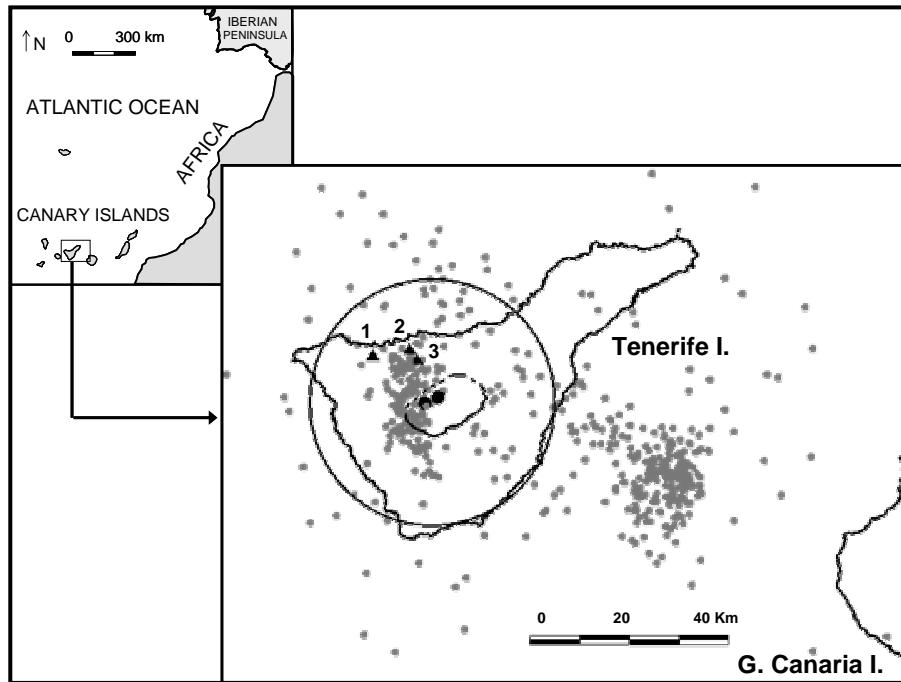 IBERIAN
PENINSULA
N 0 300 km
ATLANTIC OCEAN
AFRICA
CANARY ISLANDS
1 2 3
Tenerife I.
0 20 40 Km
G. Canaria I.